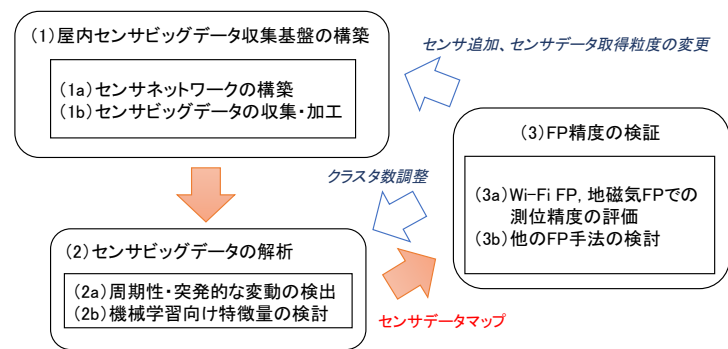 (1)屋内センサビッグデータ収集基盤の構築
(1a)センサネットワークの構築
(1b)センサビッグデータの収集・加工
センサ追加、センサデータ取得粒度の変更
(3)FP精度の検証
(3a)Wi-Fi FP, 地磁気FPでの
測位精度の評価
(3b)他のFP手法の検討
クラスタ数調整
(2)センサビッグデータの解析
(2a)周期性・突発的な変動の検出
(2b)機械学習向け特徴量の検討
センサデータマップ